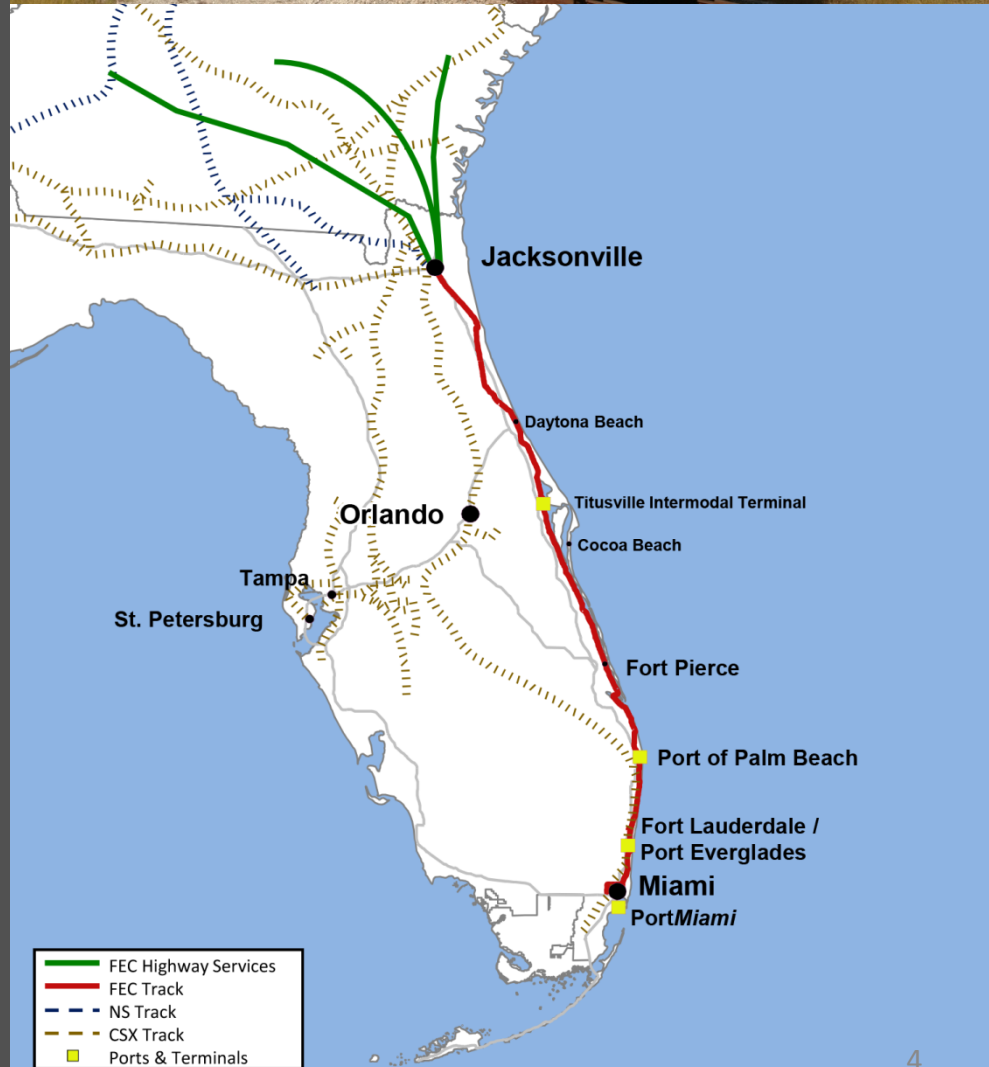 Jacksonville
Daytona Beach
Titusville Intermodal Terminal
Orlando
Cocoa Beach
Tampa
St. Petersburg
Fort Pierce
Port of Palm Beach
Fort Lauderdale /
Port Everglades
Miami
PortMiami
FEC Highway Services
FEC Track
NS Track
CSX Track
Ports & Terminals
4